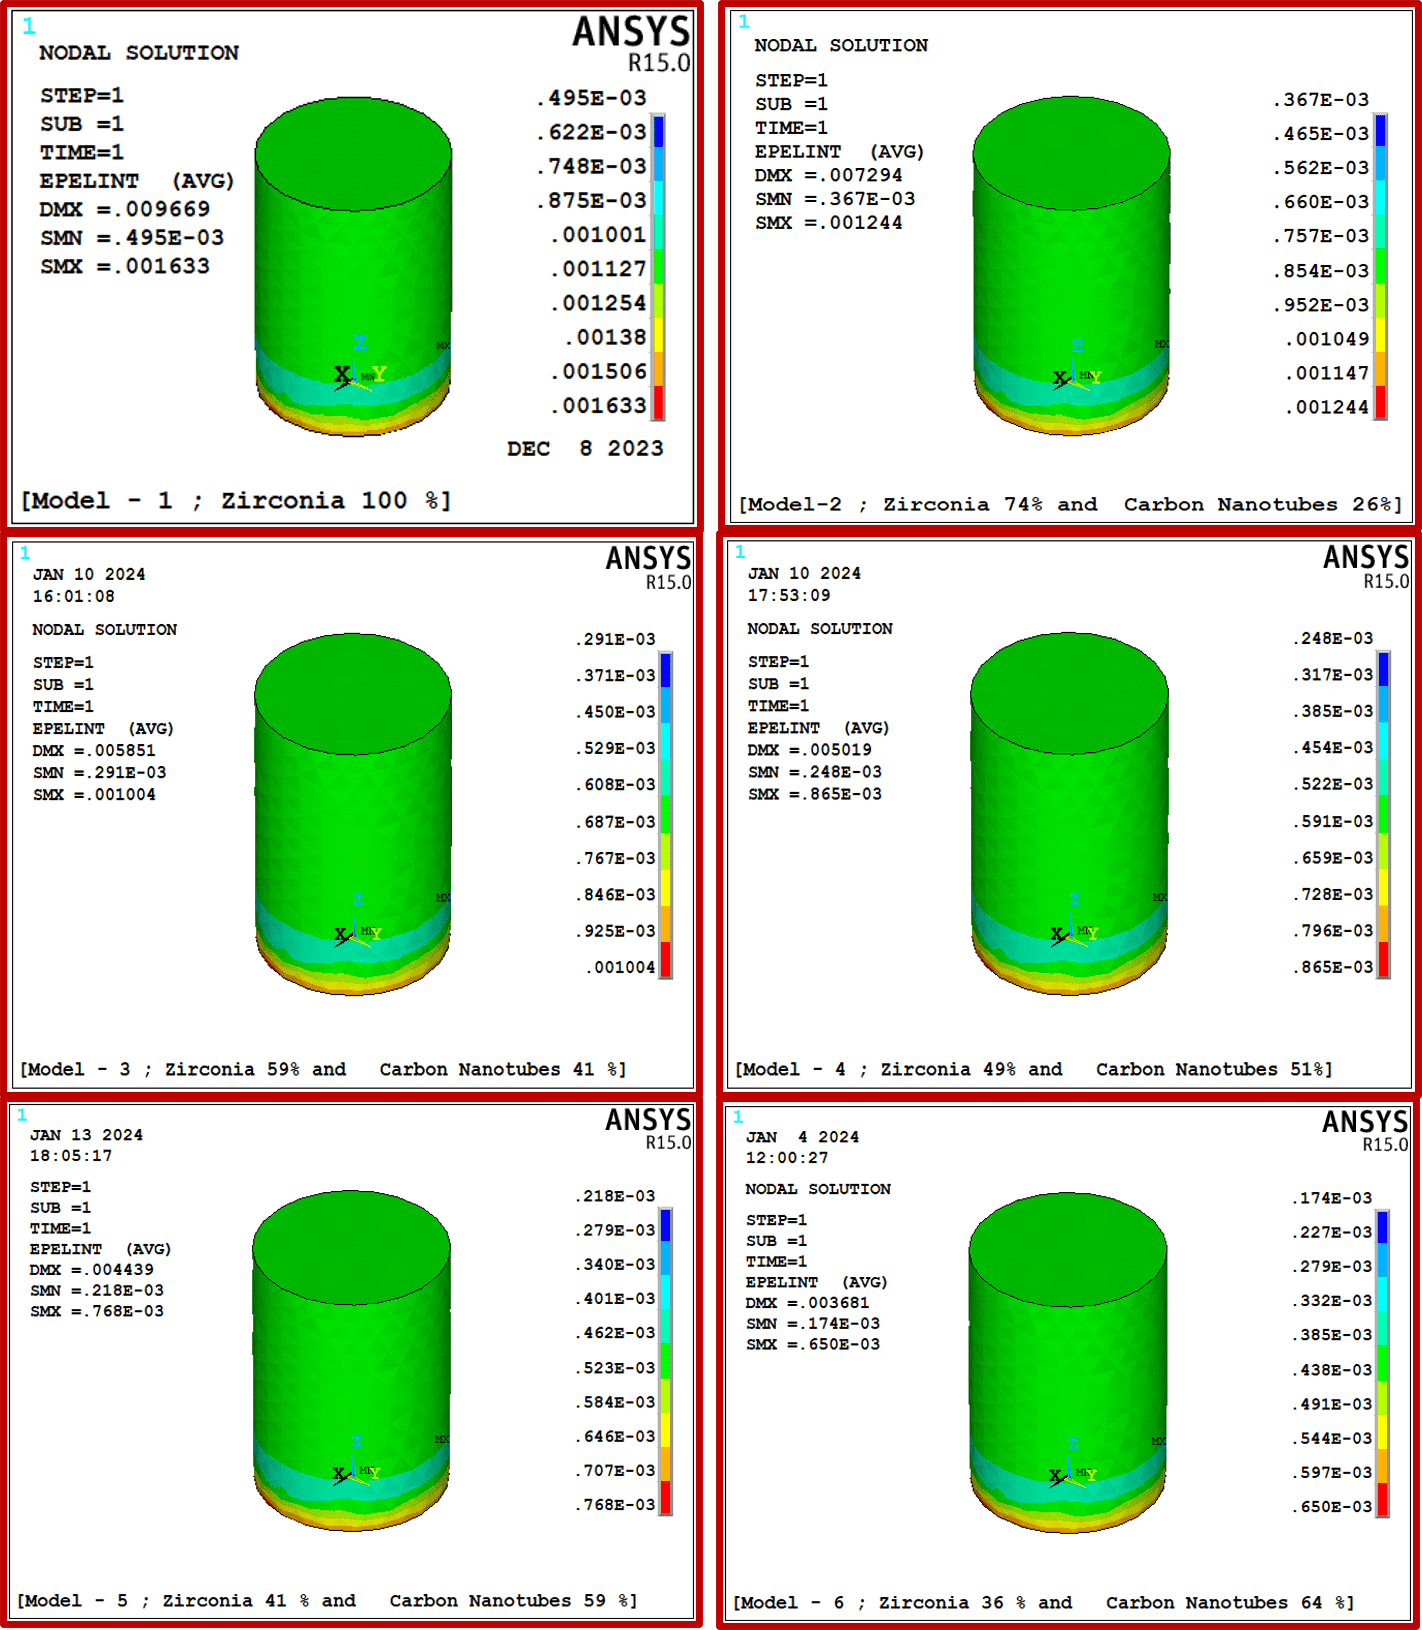 1
ANSYS
R15.0
NODAL SOLUTION
STEP=1
SUB =1
TIME=1
EPELINT (AVG)
DMX =.009669
SMN =.495E-03
SMX =.001633
.495E-03
.622E-03
.748E-03
.875E-03
.001001
.001127
.001254
.00138
.001506
.001633
Z
MX
X MN Y
DEC 8 2023
[Model - 1 ; Zirconia 100 %]
1
NODAL SOLUTION
STEP=1
SUB =1
TIME=1
EPELINT (AVG)
DMX =.007294
SMN =.367E-03
SMX =.001244
.367E-03
.465E-03
.562E-03
.660E-03
.757E-03
.854E-03
.952E-03
.001049
.001147
.001244
Z
MX
X MN Y
[Model-2 ; Zirconia 74% and Carbon Nanotubes 26%]
1
ANSYS
R15.0
JAN 10 2024
16:01:08
NODAL SOLUTION
STEP=1
SUB =1
TIME=1
EPELINT (AVG)
DMX =.005851
SMN =.291E-03
SMX =.001004
.291E-03
.371E-03
.450E-03
.529E-03
.608E-03
.687E-03
.767E-03
.846E-03
.925E-03
.001004
Z
MX
X MN Y
[Model - 3 ; Zirconia 59% and Carbon Nanotubes 41 %]
1
ANSYS
R15.0
JAN 10 2024
17:53:09
NODAL SOLUTION
STEP=1
SUB =1
TIME=1
EPELINT (AVG)
DMX =.005019
SMN =.248E-03
SMX =.865E-03
.248E-03
.317E-03
.385E-03
.454E-03
.522E-03
.591E-03
.659E-03
.728E-03
.796E-03
.865E-03
Z
MX
X MN Y
[Model - 4 ; Zirconia 49% and Carbon Nanotubes 51%]
1
ANSYS
R15.0
JAN 13 2024
18:05:17
STEP=1
SUB =1
TIME=1
EPELINT (AVG)
DMX =.004439
SMN =.218E-03
SMX =.768E-03
.218E-03
.279E-03
.340E-03
.401E-03
.462E-03
.523E-03
.584E-03
.646E-03
.707E-03
.768E-03
Z
MX
X MN Y
[Model - 5 ; Zirconia 41 % and Carbon Nanotubes 59 %]
1
ANSYS
R15.0
JAN 4 2024
12:00:27
NODAL SOLUTION
STEP=1
SUB =1
TIME=1
EPELINT (AVG)
DMX =.003681
SMN =.174E-03
SMX =.650E-03
.174E-03
.227E-03
.279E-03
.332E-03
.385E-03
.438E-03
.491E-03
.544E-03
.597E-03
.650E-03
Z
MX
X MN Y
[Model - 6 ; Zirconia 36 % and Carbon Nanotubes 64 %]